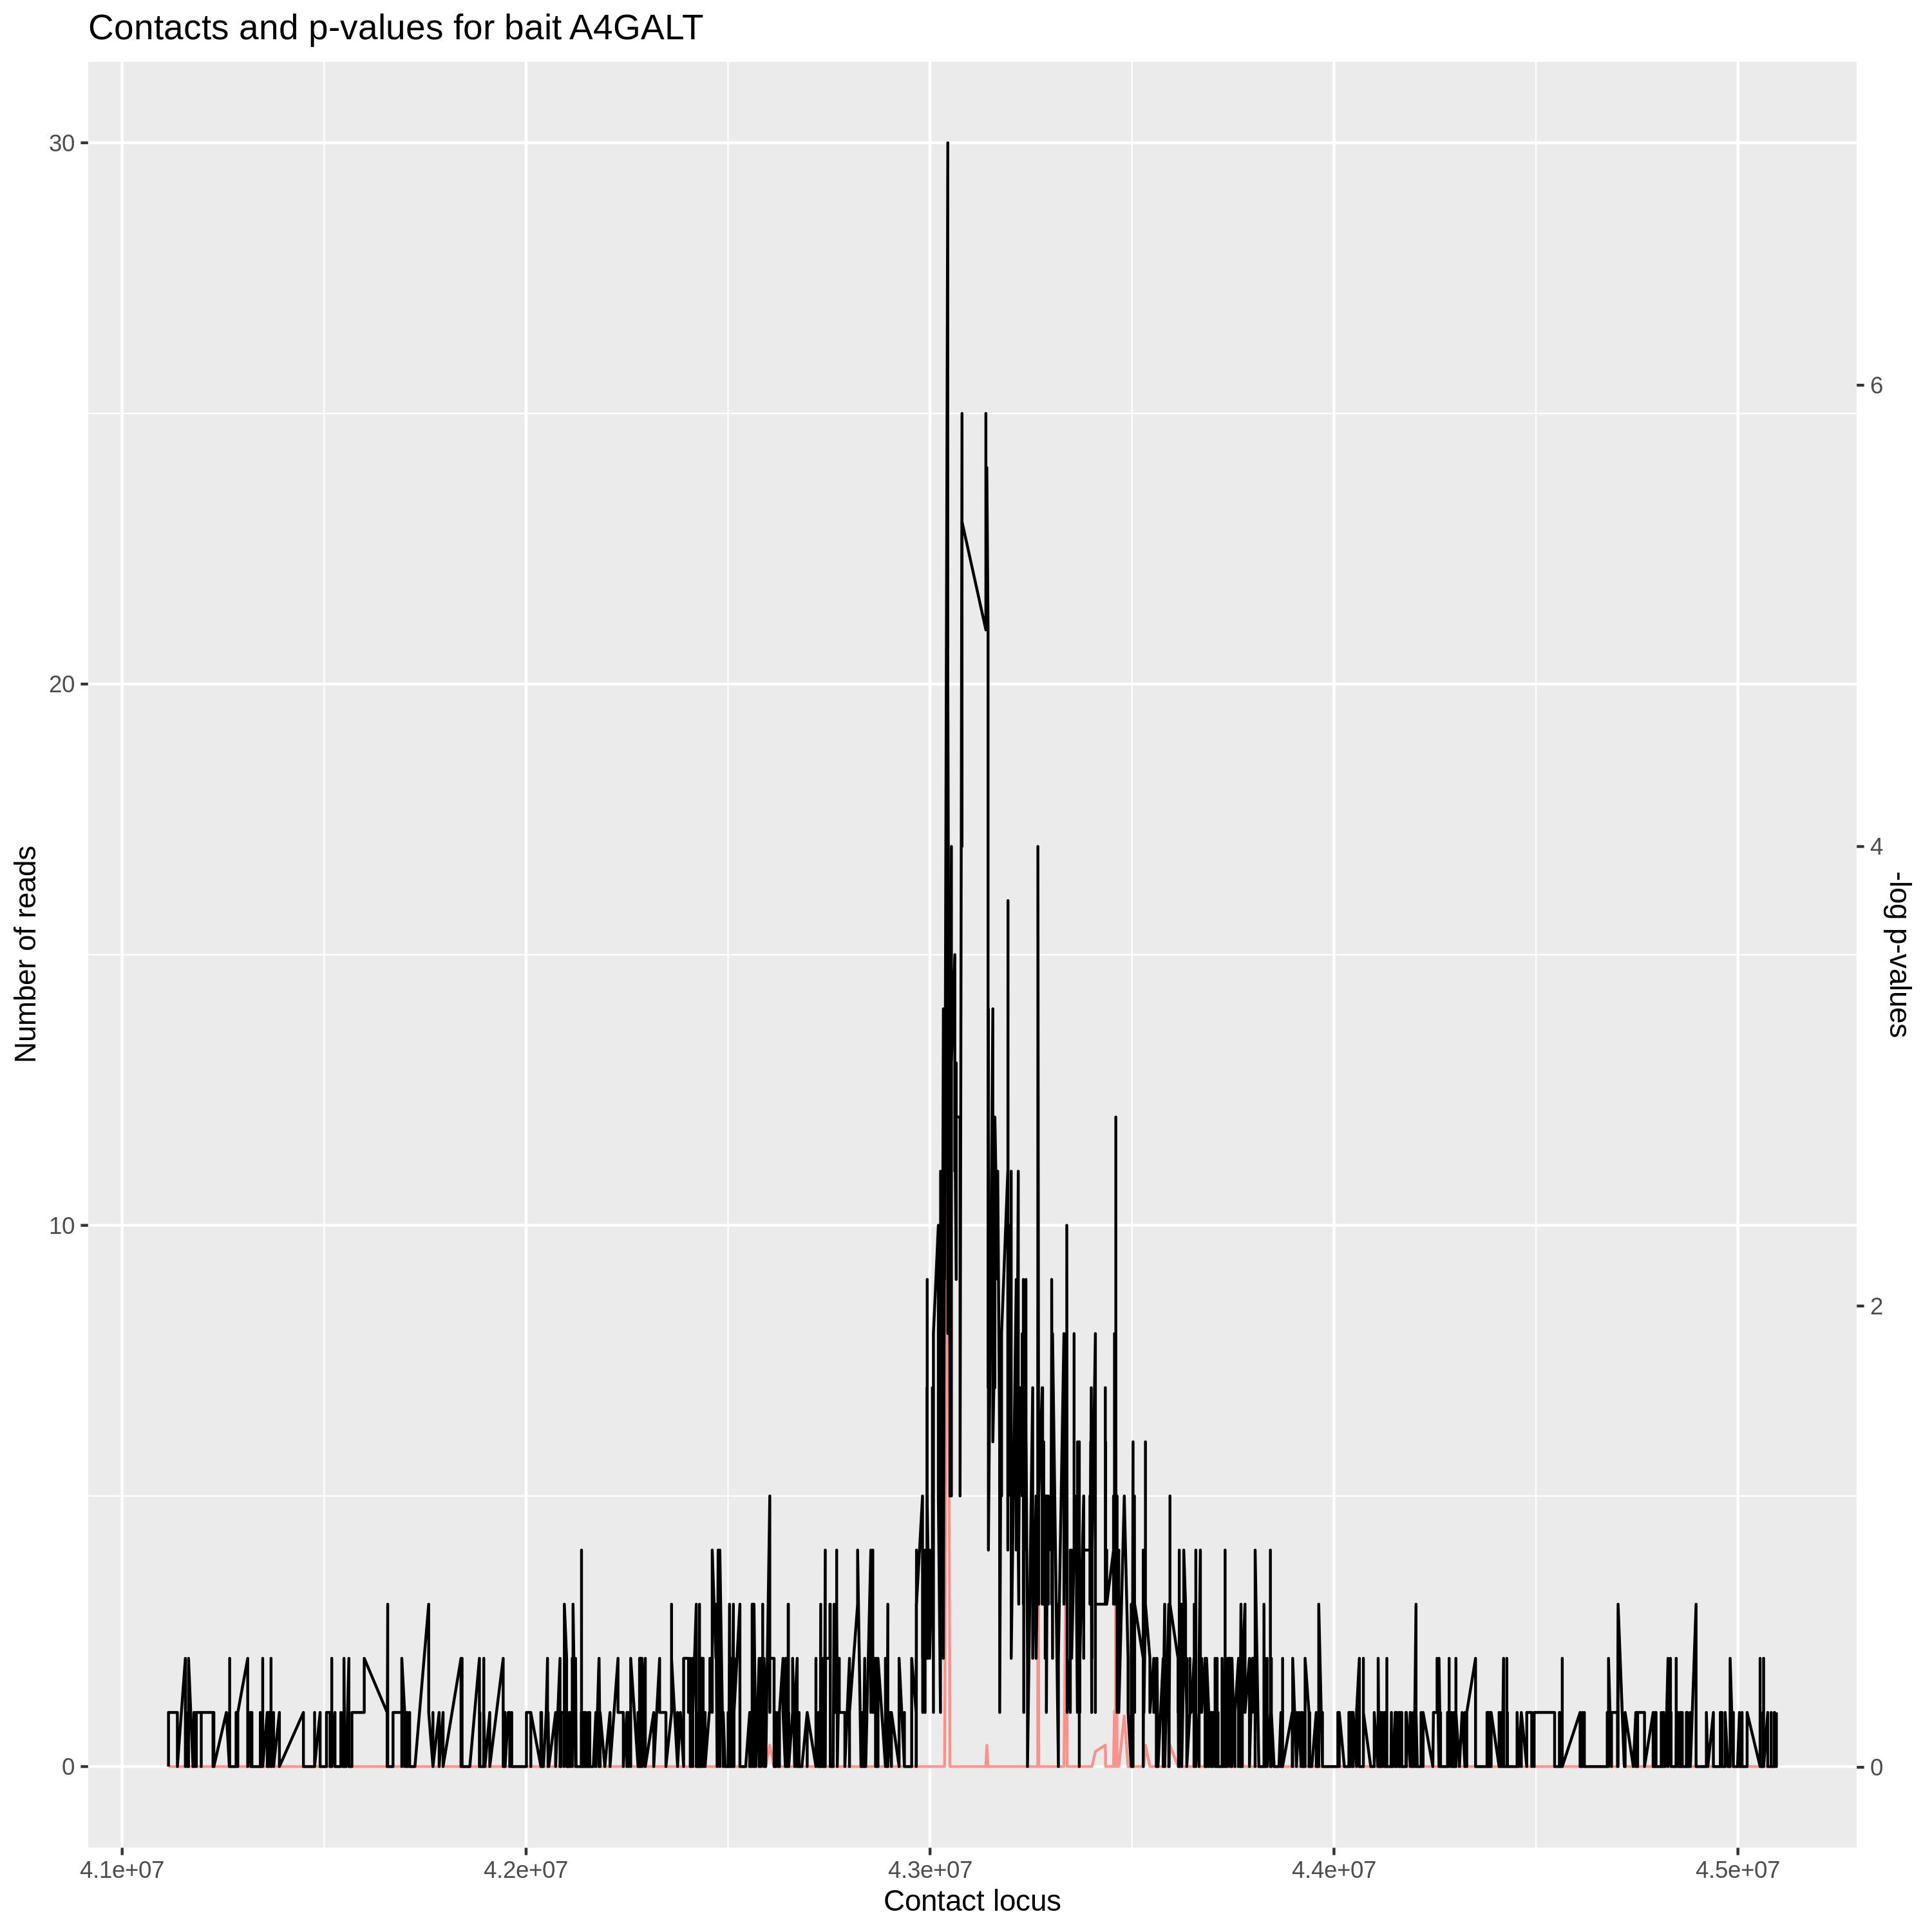 Contacts and p-values for bait A4GALT
30
20
10
0
6
4
2
0
Number of reads
-log p-values
4.1e+07 4.2e+07 4.3e+07 4.4e+07 4.5e+07
Contact locus